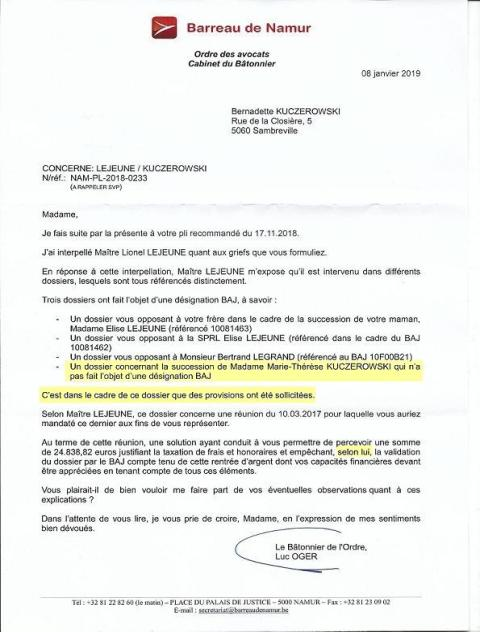 Barreau de Namur
Ordre des avocats
Cabinet du Bâtonnier
08 janvier 2019
Bernadette KUCZEROWSKI
Rue de la Closière, 5
5060 Sambreville
CONCERNE: LEJEUNE / KUCZEROWSKI
N/réf.: NAM-PL-2018-0233
(A RAPPELER SVP)
Madame,
Je fais suite par la présente à votre pli recommandé du 17.11.2018.
J'ai interpellé Maître Lionel LEJEUNE quant aux griefs que vous formuliez.
En réponse à cette interpellation, Maître LEJEUNE m'expose qu'il est intervenu dans différents
dossiers, lesquels sont tous référencés distinctement.
Trois dossiers ont fait l'objet d'une désignation BAJ, à savoir :
- Un dossier vous opposant à votre frère dans le cadre de la succession de votre maman,
Madame Elise LEJEUNE (référencé 10081463)
- Un dossier vous opposant à la SPRL Elise LEJEUNE (référencé dans le cadre du BAJ
10081462)
- Un dossier vous opposant à Monsieur Bertrand LEGRAND (référencé au BAJ 10F00B21)
- Un dossier concernant la succession de Madame Marie-Thérèse KUCZEROWSKI qui n'a
pas fait l'objet d'une désignation BAJ
C'est dans le cadre de ce dossier que des provisions ont été sollicitées.
Selon Maître LEJEUNE, ce dossier concerne une réunion du 10.03.2017 pour laquelle vous auriez
mandaté ce dernier aux fins de vous représenter.
Au terme de cette réunion, une solution ayant conduit à vous permettre de percevoir une somme
de 24.838,82 euros justifiant la taxation de frais et honoraires et empêchant, selon lui, la validation
du dossier par le BAJ compte tenu de cette rentrée d'argent dont vos capacités financières devant
être appréciées en tenant compte de tous ces éléments.
Vous plairait-il de bien vouloir me faire part de vos éventuelles observations quant à ces
explications ?
Dans l'attente de vous lire, je vous prie de croire, Madame, en l'expression de mes sentiments
bien dévoués.
Le Bâtonnier de l'Ordre,
Luc OGER
Tél : +32 81 22 82 60 (le matin) – PLACE DU PALAIS DE JUSTICE – 5000 NAMUR – Fax : +32 81 23 09 02
E-mail : secretariat@barreaudenamur.be